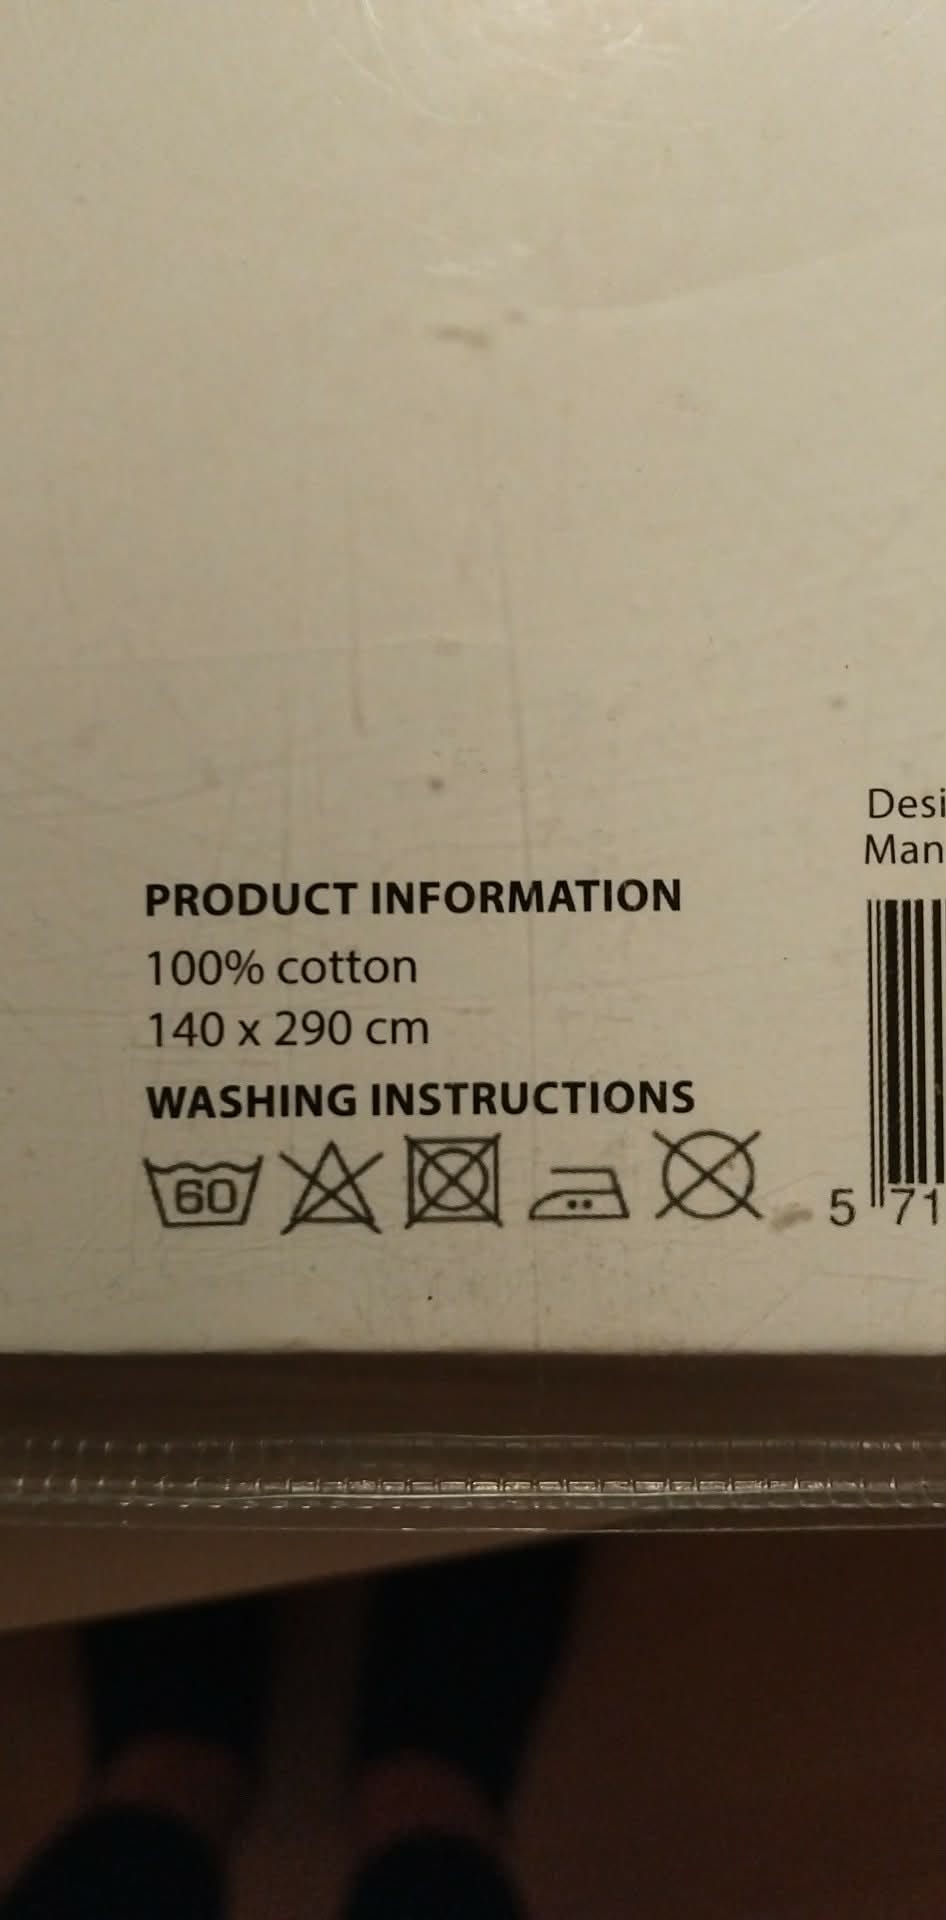 Desi
Man
PRODUCT INFORMATION
100% cotton
140 x 290 cm
WASHING INSTRUCTIONS
60
5 71